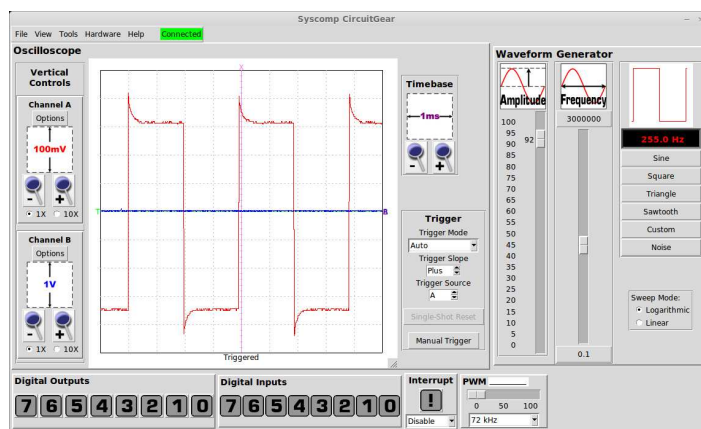 Syscomp CircuitGear
File View Tools Hardware Help Connected
Oscilloscope
Vertical
Controls
Channel A
Options
100mV
- +
1X 10X
Channel B
Options
1V
- +
1X 10X
X
T
B
Triggered
Timebase
1ms
- +
Trigger
Trigger Mode
Auto
Trigger Slope
Plus
Trigger Source
A
Single-Shot Reset
Manual Trigger
Waveform Generator
Amplitude
100
95
90
85
80
75
70
65
60
55
50
45
40
35
30
25
20
15
10
5
0
92
Frequency
3000000
0.1
255.0 Hz
Sine
Square
Triangle
Sawtooth
Custom
Noise
Sweep Mode:
Logarithmic
Linear
Digital Outputs
7 6 5 4 3 2 1 0
Digital Inputs
7 6 5 4 3 2 1 0
Interrupt
!
Disable
PWM
0 50 100
72 kHz